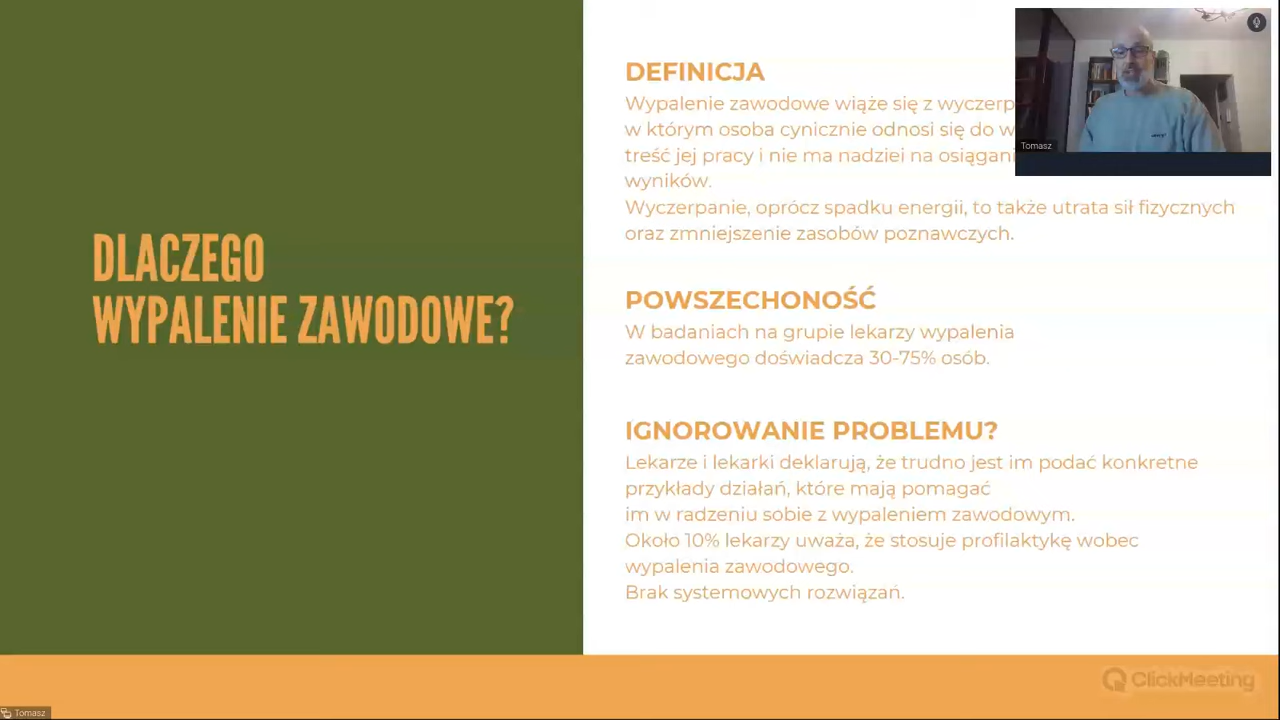 DLACZEGO
WYPALENIE ZAWODOWE?
DEFINICJA
Wypalenie zawodowe wiąże się z
w którym osoba cynicznie odnosi się do
treść jej pracy i nie ma nadziei na
wyników.
Wyczerpanie, oprócz spadku energii, to także utrata sił fizycznych
oraz zmniejszenie zasobów poznawczych.
POWSZECHONOŚĆ
W badaniach na grupie lekarzy wypalenia
zawodowego doświadcza 30-75% osób.
IGNOROWANIE PROBLEMU?
Lekarze i lekarki deklarują, że trudno jest im podać konkretne
przykłady działań, które mają pomagać
im w radzeniu sobie z wypaleniem zawodowym.
Około 10% lekarzy uważa, że stosuje profilaktykę wobec
wypalenia zawodowego.
Brak systemowych rozwiązań.
Tomasz
ClickMeeting
Tomasz